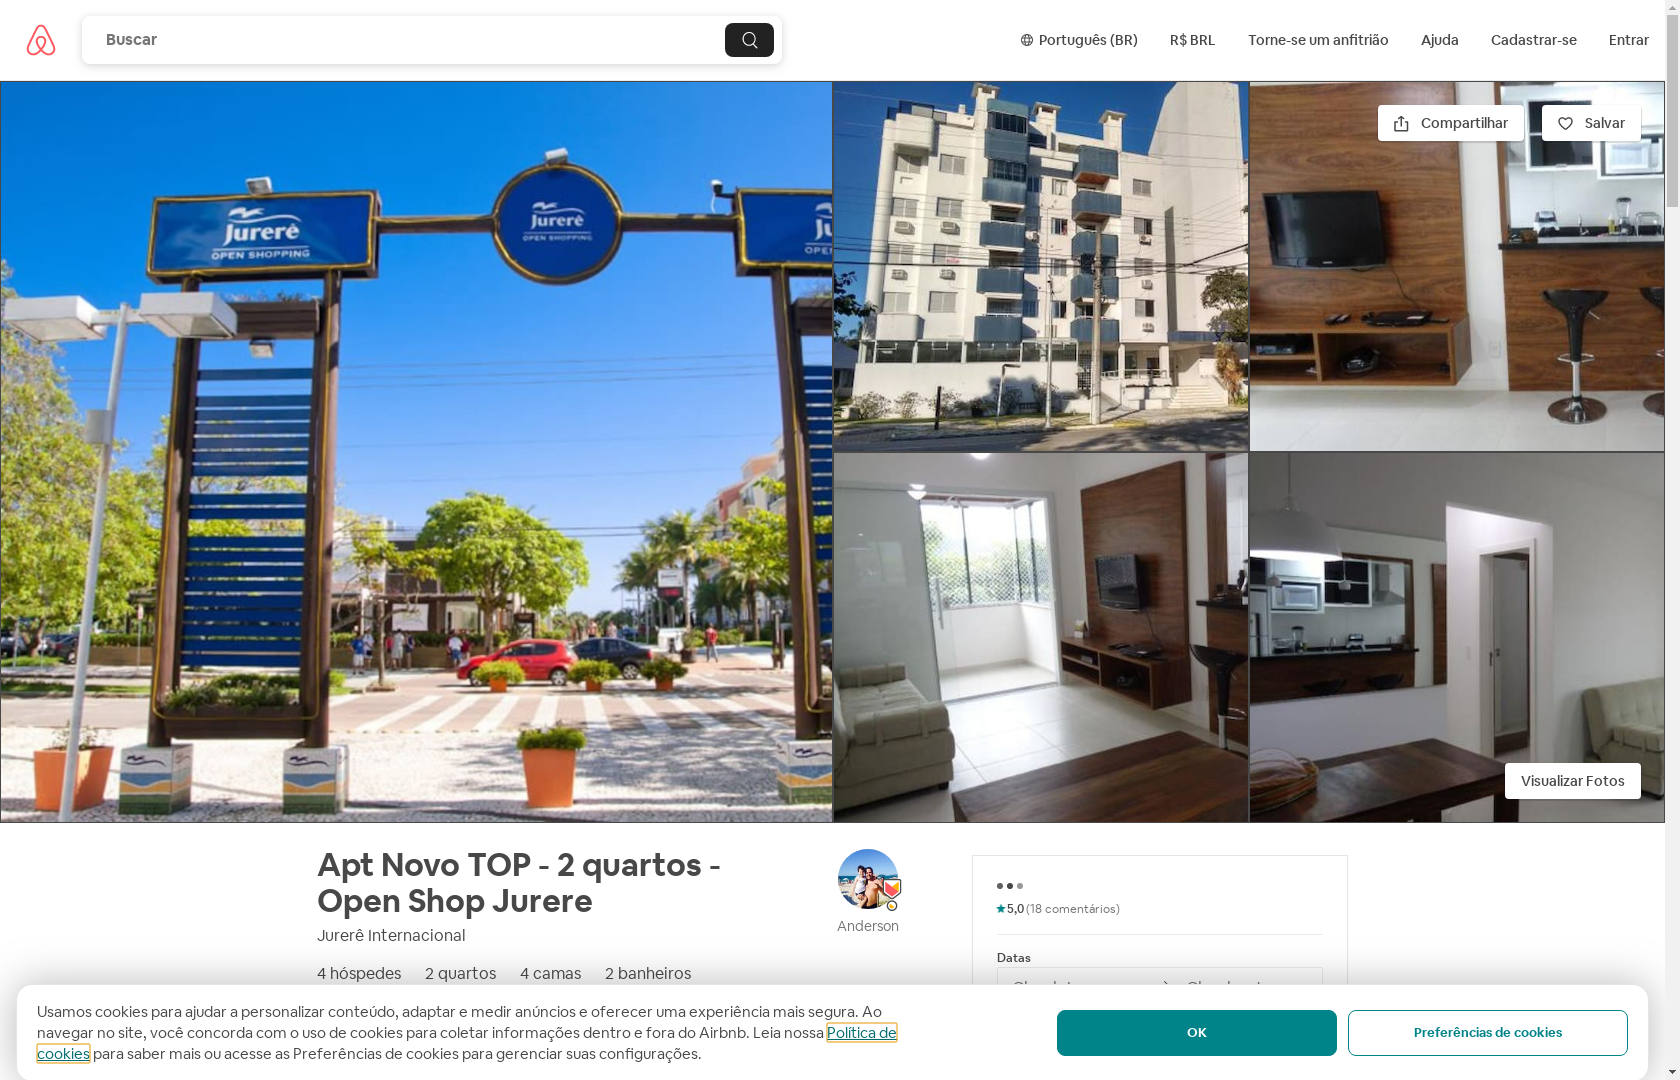 Buscar
Português (BR)
R$ BRL
Torne-se um anfitrião
Ajuda
Cadastrar-se
Entrar
Compartilhar
Salvar
Jurerê
OPEN SHOPPING
Jurerê
OPEN SHOPPING
Visualizar Fotos
Apt Novo TOP - 2 quartos -
Open Shop Jurere
Jurerê Internacional
4 hóspedes 2 quartos 4 camas 2 banheiros
Anderson
5,0 (18 comentários)
Datas
Usamos cookies para ajudar a personalizar conteúdo, adaptar e medir anúncios e oferecer uma experiência mais segura. Ao
navegar no site, você concorda com o uso de cookies para coletar informações dentro e fora do Airbnb. Leia nossa Política de
cookies para saber mais ou acesse as Preferências de cookies para gerenciar suas configurações.
OK
Preferências de cookies